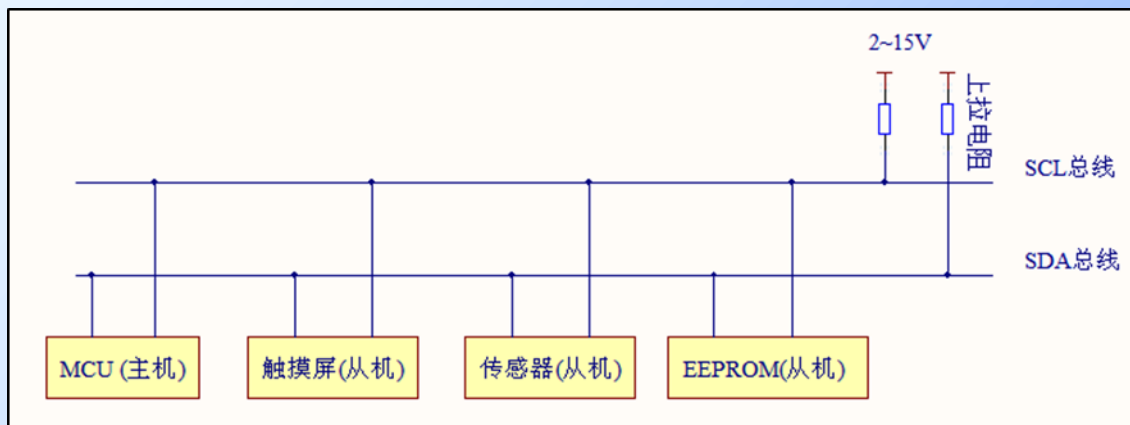 2~15V
上拉电阻
SCL总线
SDA总线
MCU (主机)
触摸屏(从机)
传感器(从机)
EEPROM(从机)